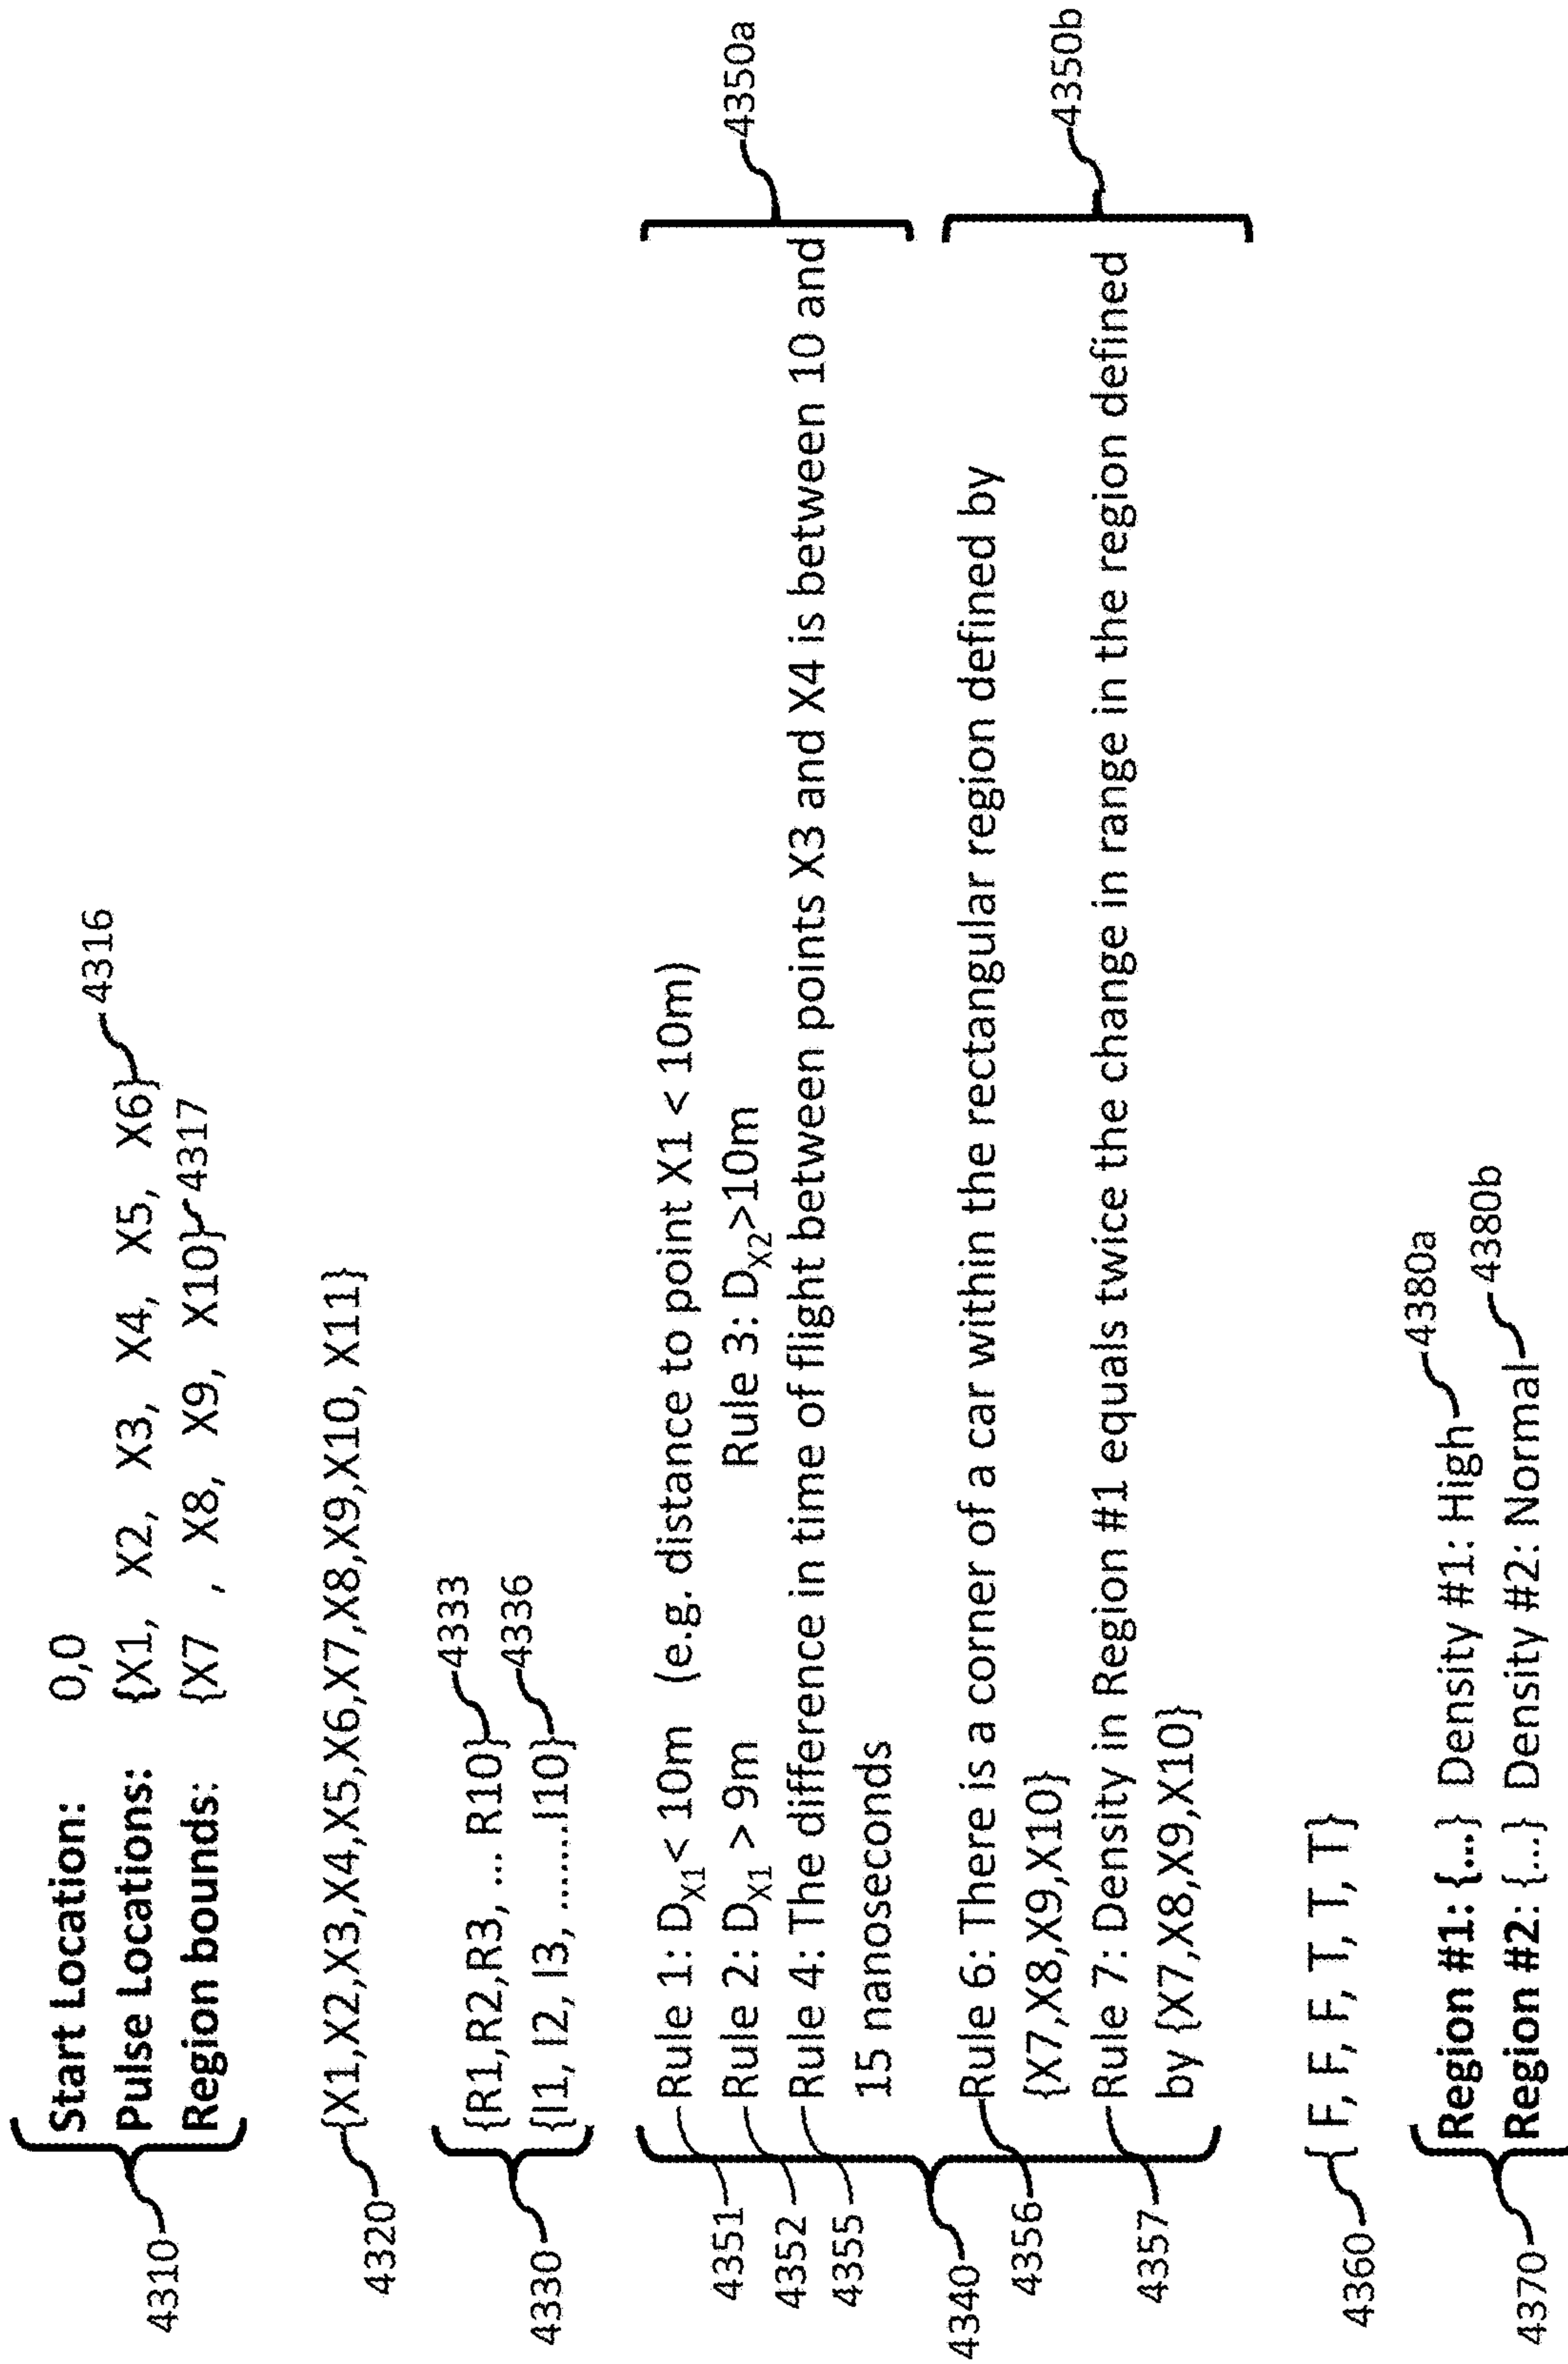 4310 Start Location: 0,0
Pulse Locations: {X1, X2, X3, X4, X5, X6} 4316
Region bounds: {X7 , X8, X9, X10} 4317
4320 {X1,X2,X3,X4,X5,X6,X7,X8,X9,X10, X11}
4330 {R1,R2,R3, ... R10} 4333
{I1, I2, I3, ........I10} 4336
4351 Rule 1: DX1 < 10m (e.g. distance to point X1 < 10m)
4352 Rule 2: DX1 > 9m Rule 3: DX2>10m
4355 Rule 4: The difference in time of flight between points X3 and X4 is between 10 and
15 nanoseconds
4350a
4340
4356 Rule 6: There is a corner of a car within the rectangular region defined by
{X7,X8,X9,X10}
4357 Rule 7: Density in Region #1 equals twice the change in range in the region defined
by {X7,X8,X9,X10}
4350b
4360 { F, F, F, T, T, T}
4370 Region #1: {...} Density #1: High 4380a
Region #2: {...} Density #2: Normal 4380b